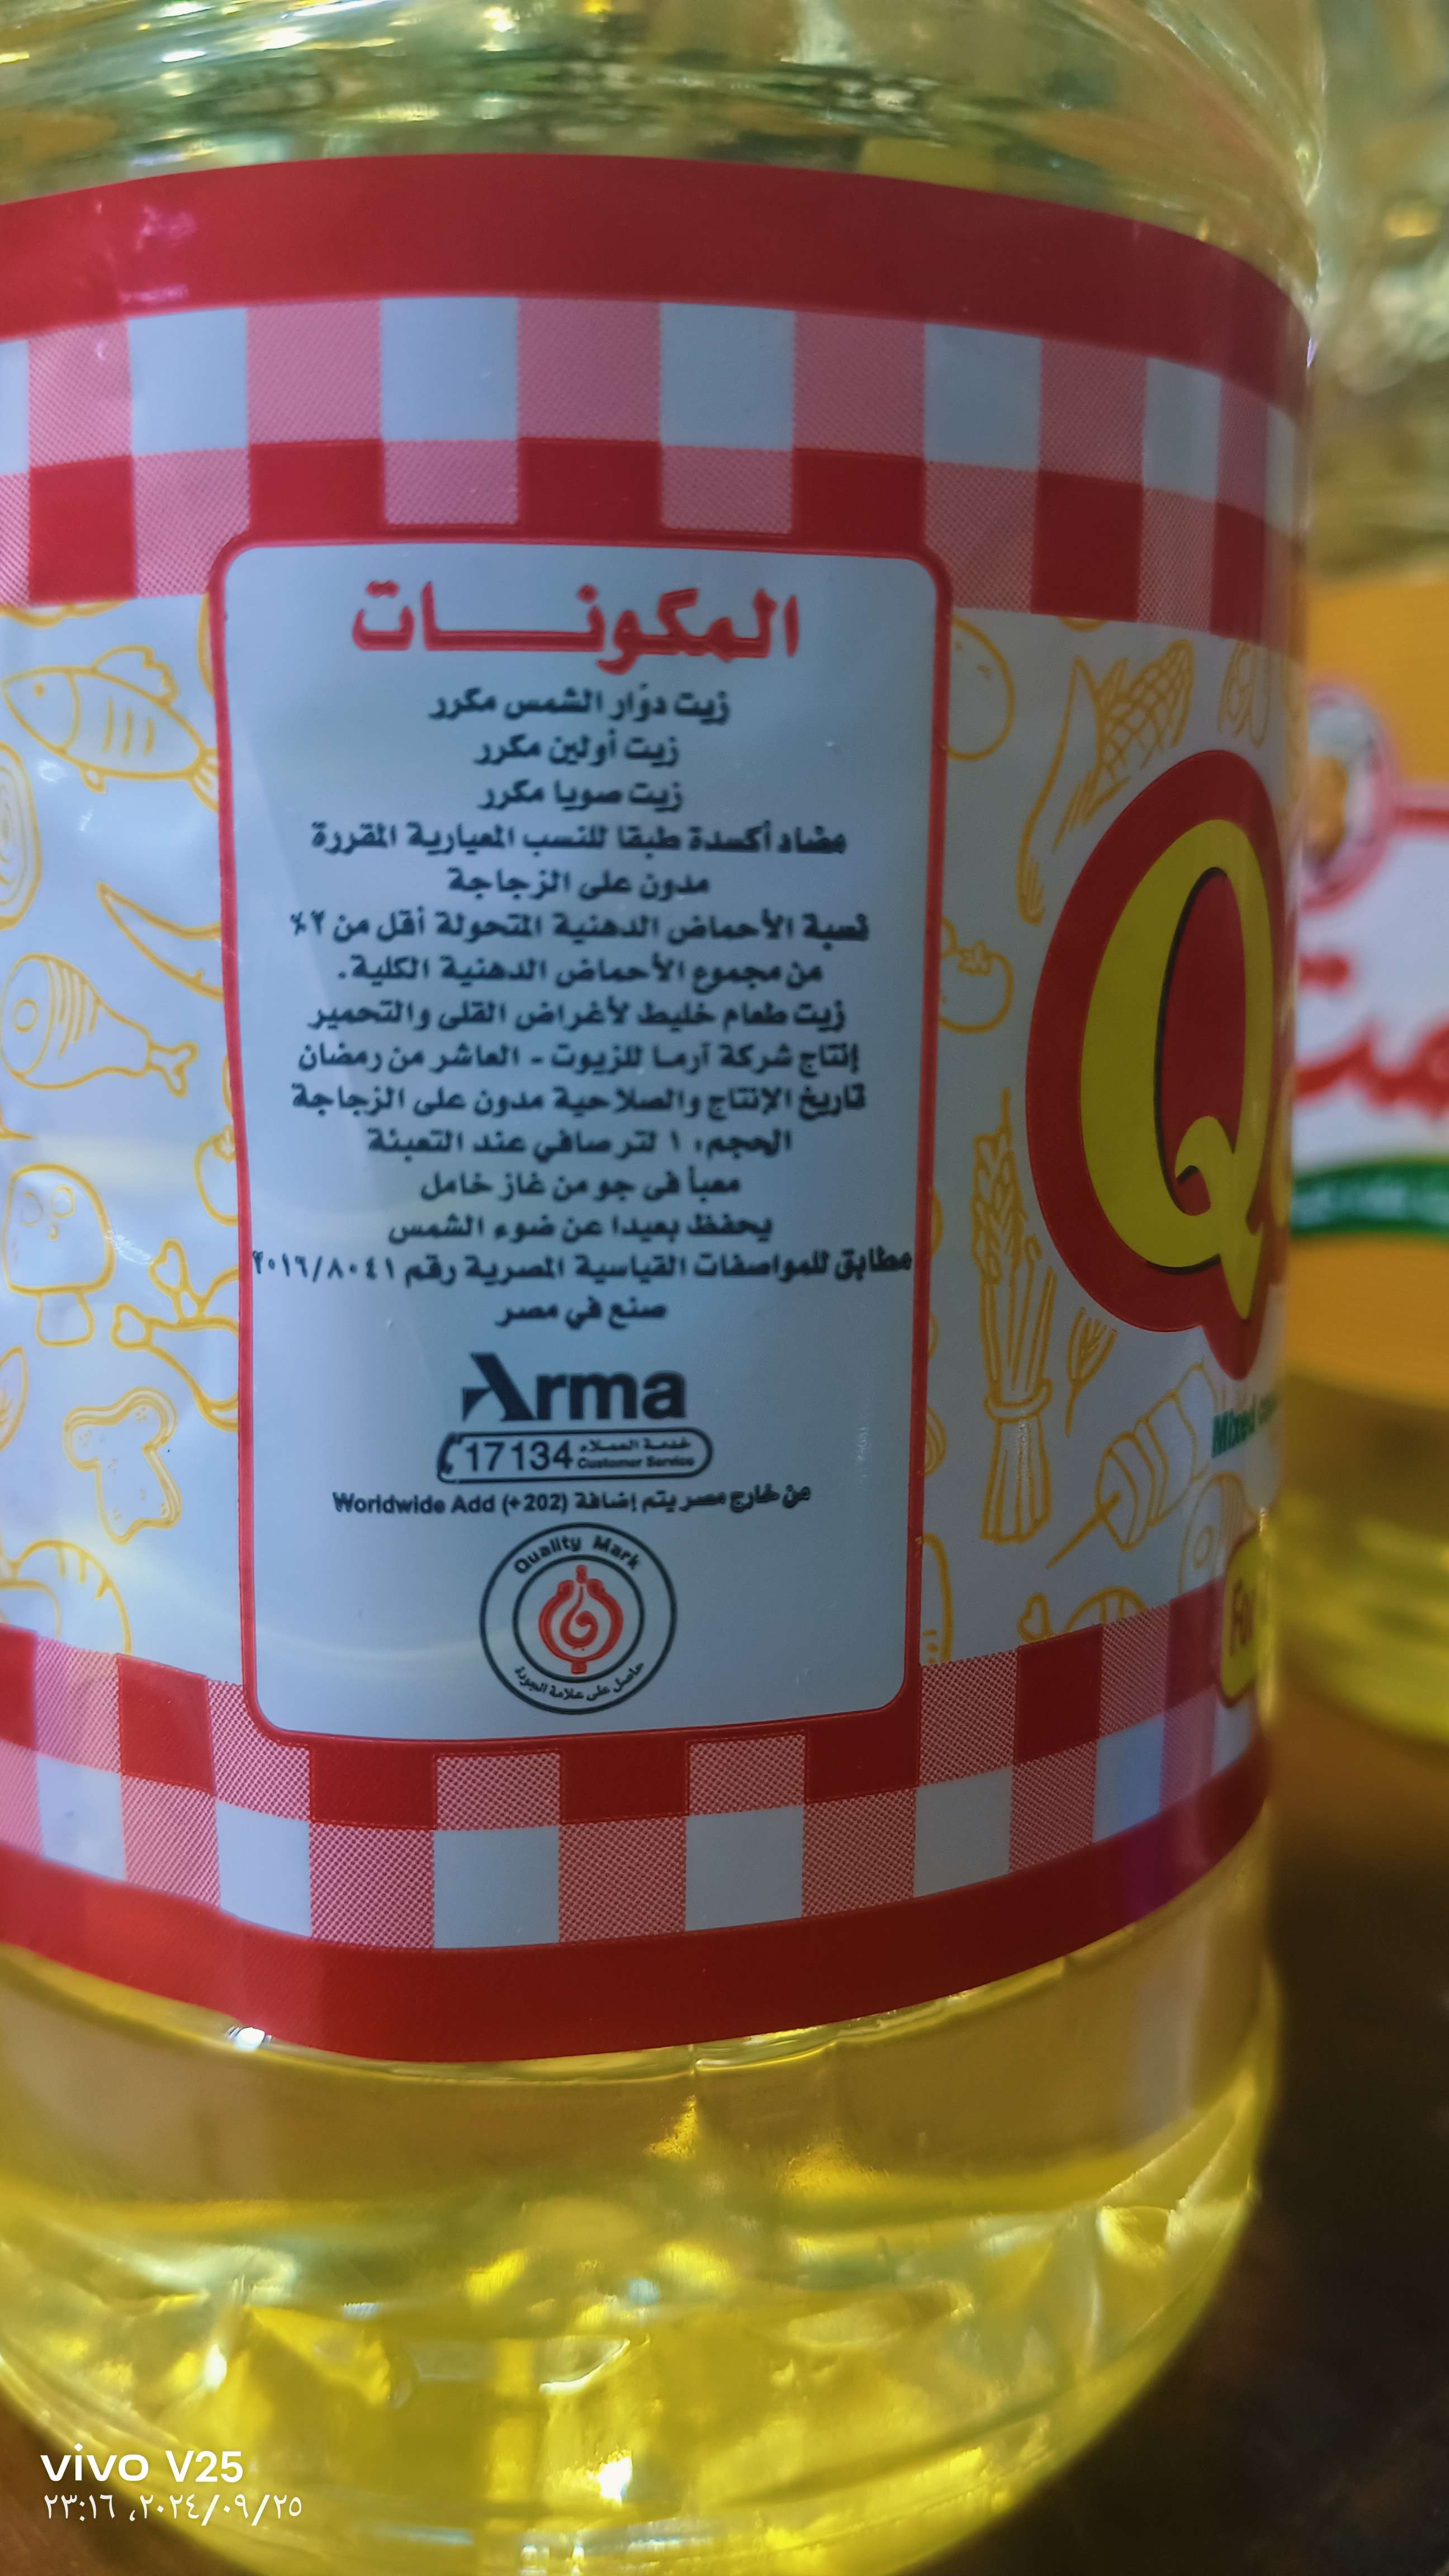 المكونات
زيت دوّار الشمس مكرر
زيت أولين مكرر
زيت صويا مكرر
مضاد أكسدة طبقا للنسب المعيارية المقررة
مدون على الزجاجة
نسبة الأحماض الدهنية المتحولة أقل من ٢٪
من مجموع الأحماض الدهنية الكلية.
زيت طعام خليط لأغراض القلى والتحمير
إنتاج شركة آرما للزيوت - العاشر من رمضان
تاريخ الإنتاج والصلاحية مدون على الزجاجة
الحجم: ١ لتر صافي عند التعبئة
معبأ فى جو من غاز خامل
يحفظ بعيدا عن ضوء الشمس
مطابق للمواصفات القياسية المصرية رقم ٢٠١٦/٨٠٤١
صنع في مصر
Arma
17134 خدمة العملاء
Customer Service
Worldwide Add (+202) من خارج مصر يتم إضافة
Quality Mark
حاصل على علامة الجودة
Q
Mixed
For
vivo V25
٢٠٢٤/٠٩/٢٥، ٢٣:١٦